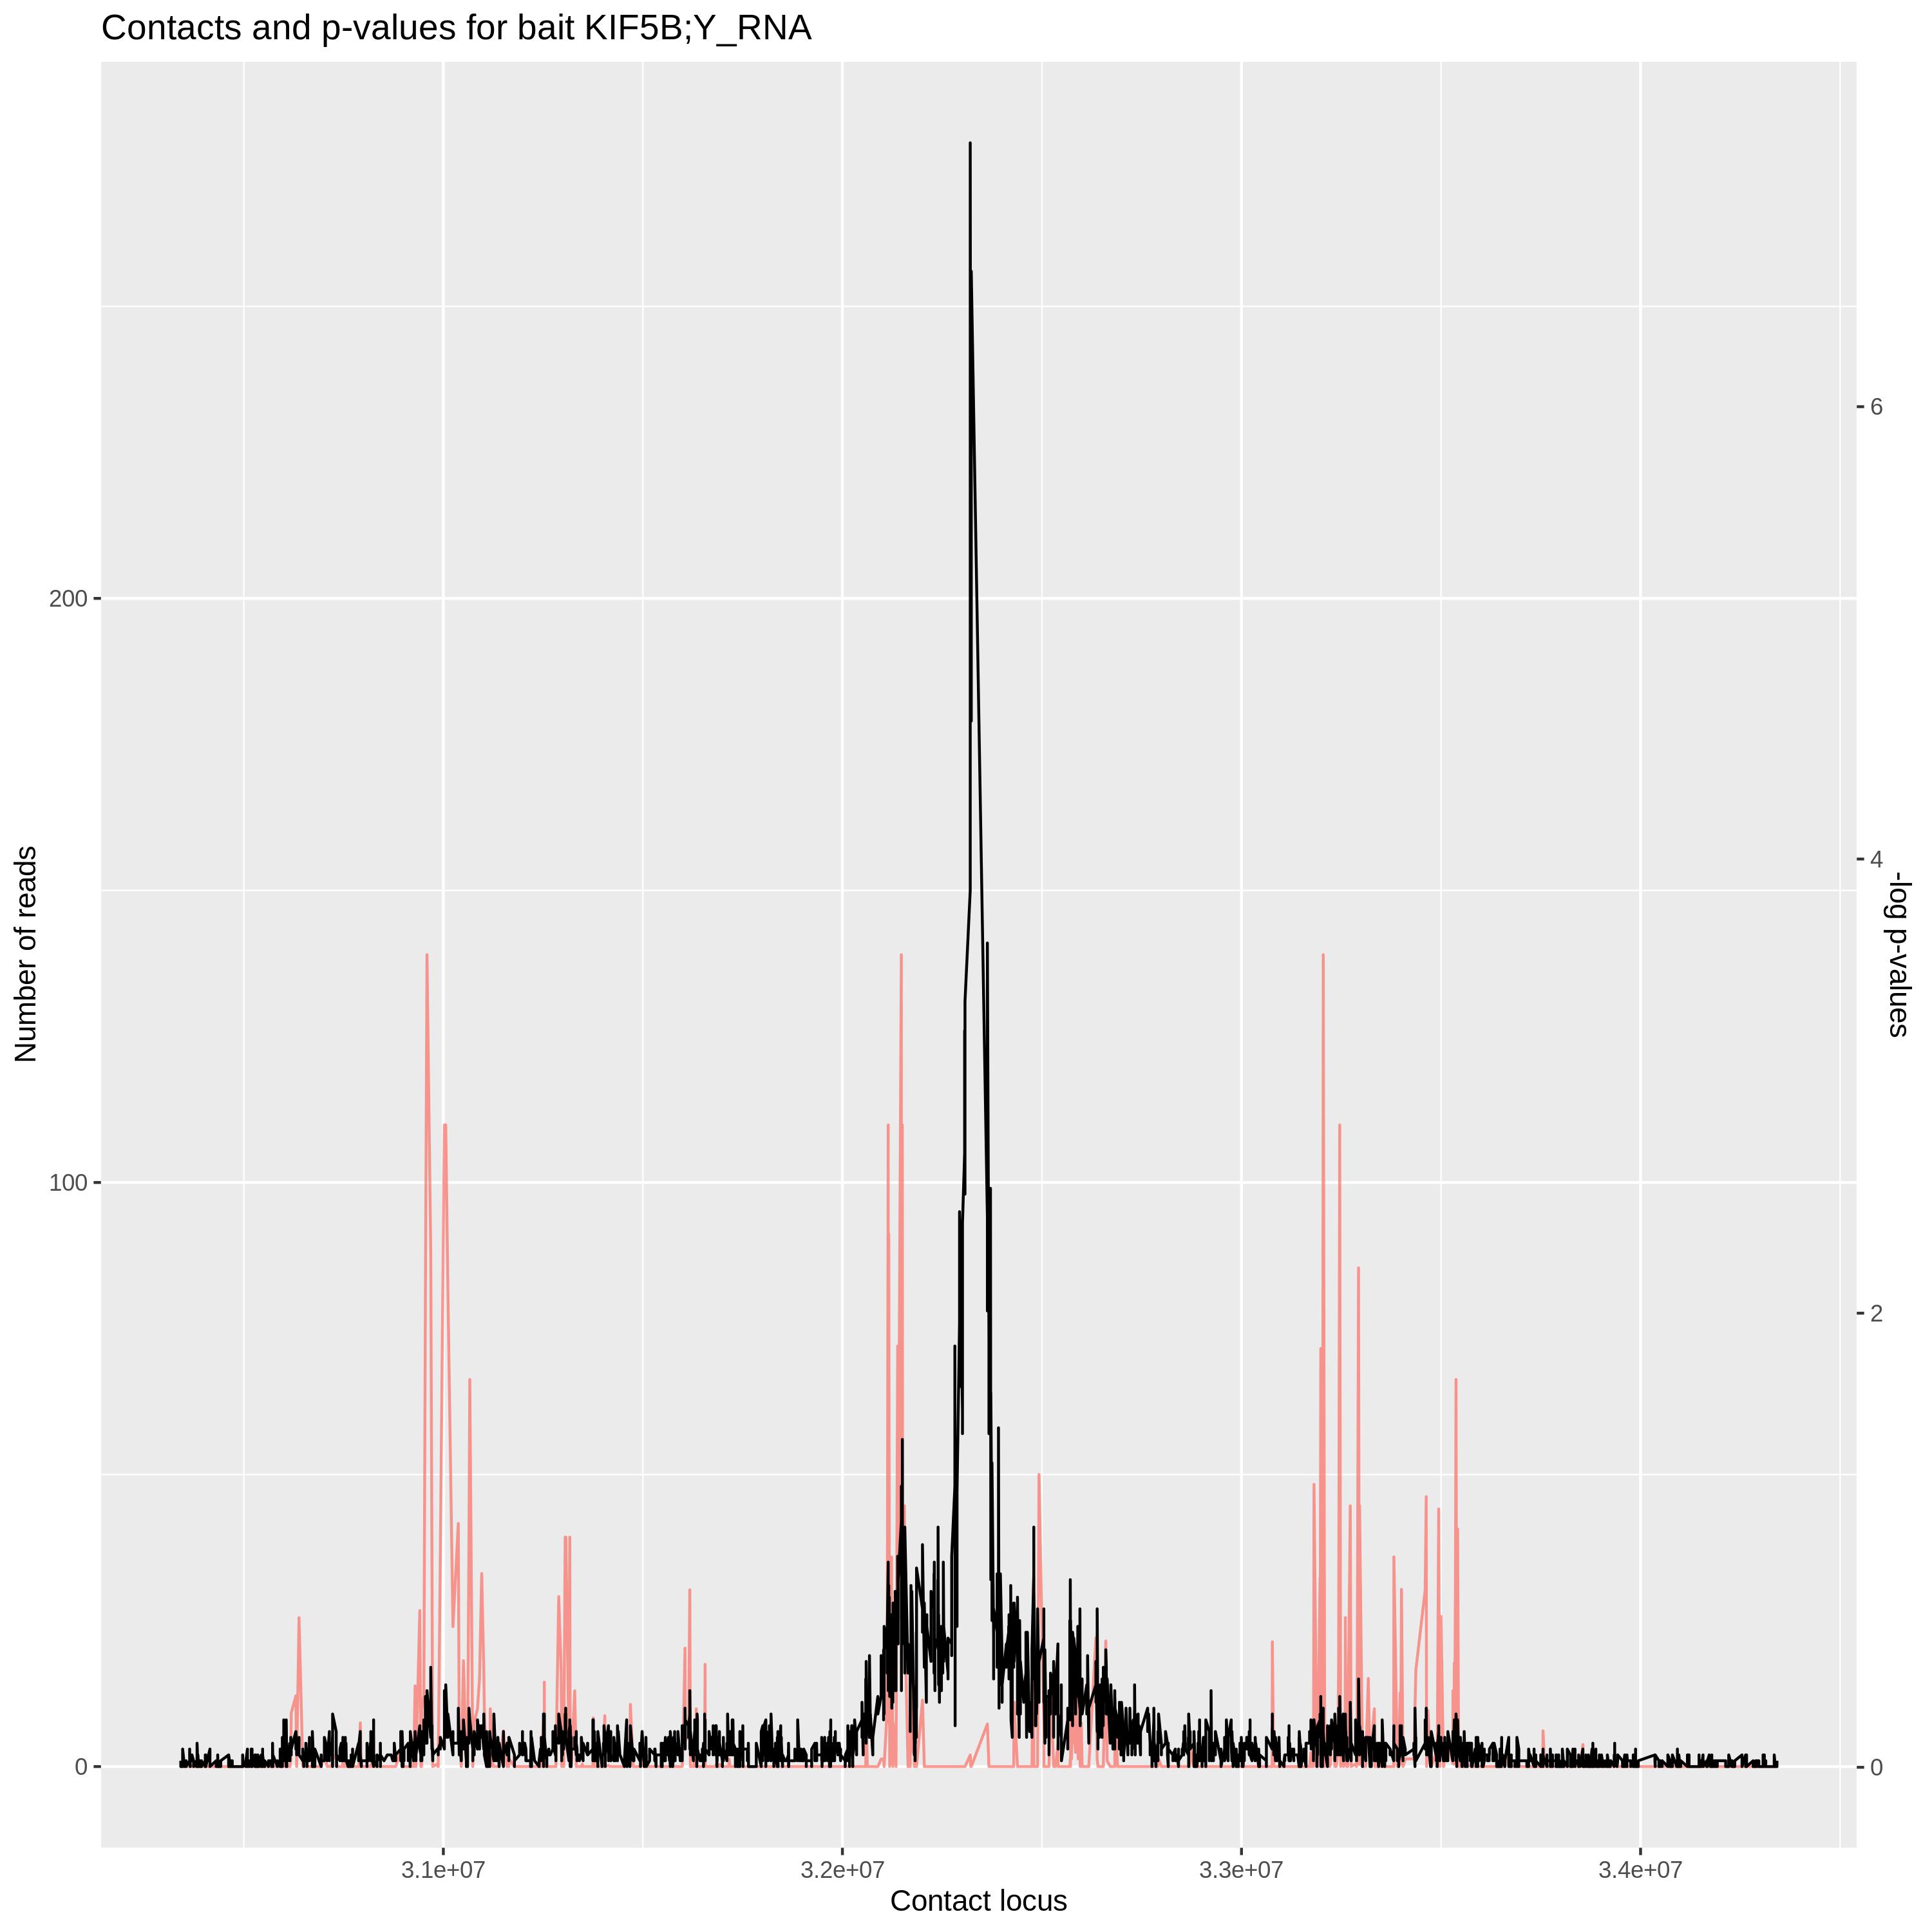 Contacts and p-values for bait KIF5B;Y_RNA
Number of reads
200
100
0
6
4
2
0
-log p-values
3.1e+07 3.2e+07 3.3e+07 3.4e+07
Contact locus